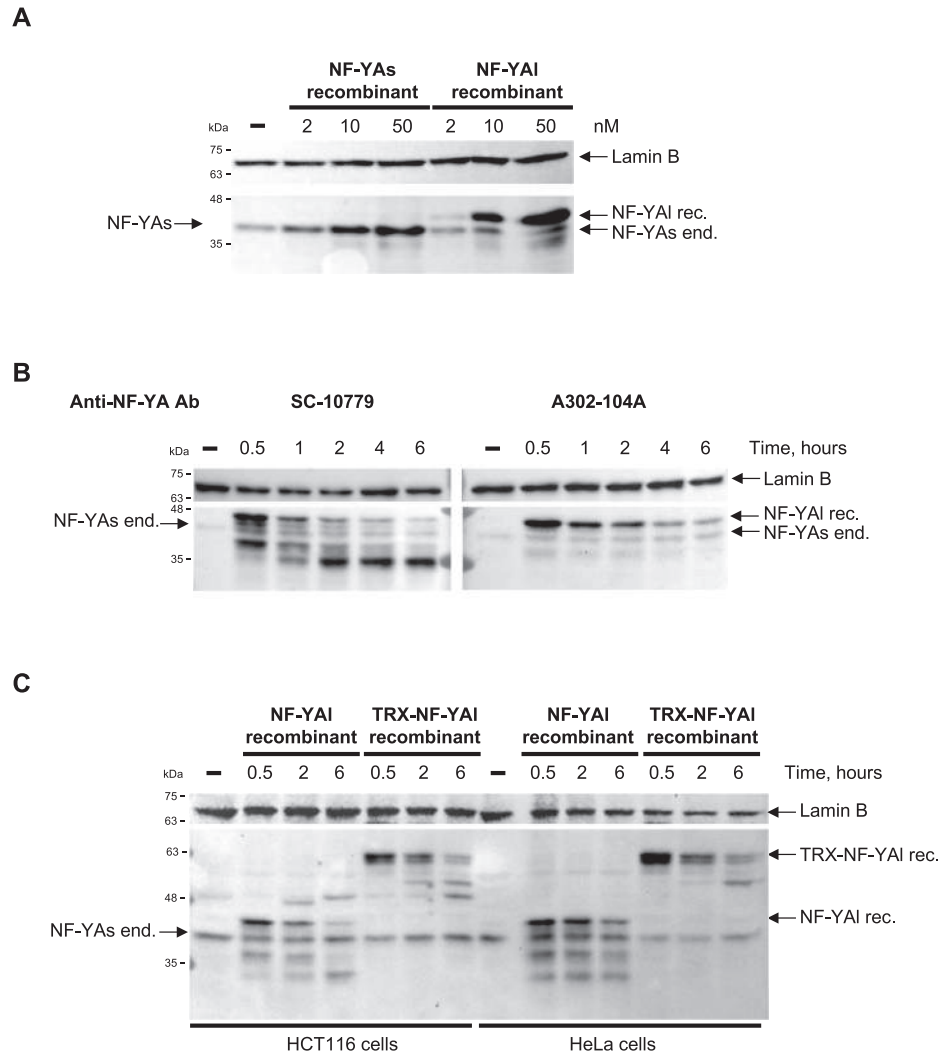 A
NF-YAs NF-YAl
recombinant recombinant
– 2 10 50 2 10 50 nM
kDa
75
63
Lamin B
48
35
NF-YAs
NF-YAl rec.
NF-YAs end.
B
Anti-NF-YA Ab SC-10779 A302-104A
– 0.5 1 2 4 6 – 0.5 1 2 4 6 Time, hours
kDa
75
63
Lamin B
48
35
NF-YAs end.
NF-YAl rec.
NF-YAs end.
C
NF-YAl TRX-NF-YAl NF-YAl TRX-NF-YAl
recombinant recombinant recombinant recombinant
– 0.5 2 6 0.5 2 6 – 0.5 2 6 0.5 2 6 Time, hours
kDa
75
63
Lamin B
63
48
35
TRX-NF-YAl rec.
NF-YAl rec.
NF-YAs end.
HCT116 cells HeLa cells